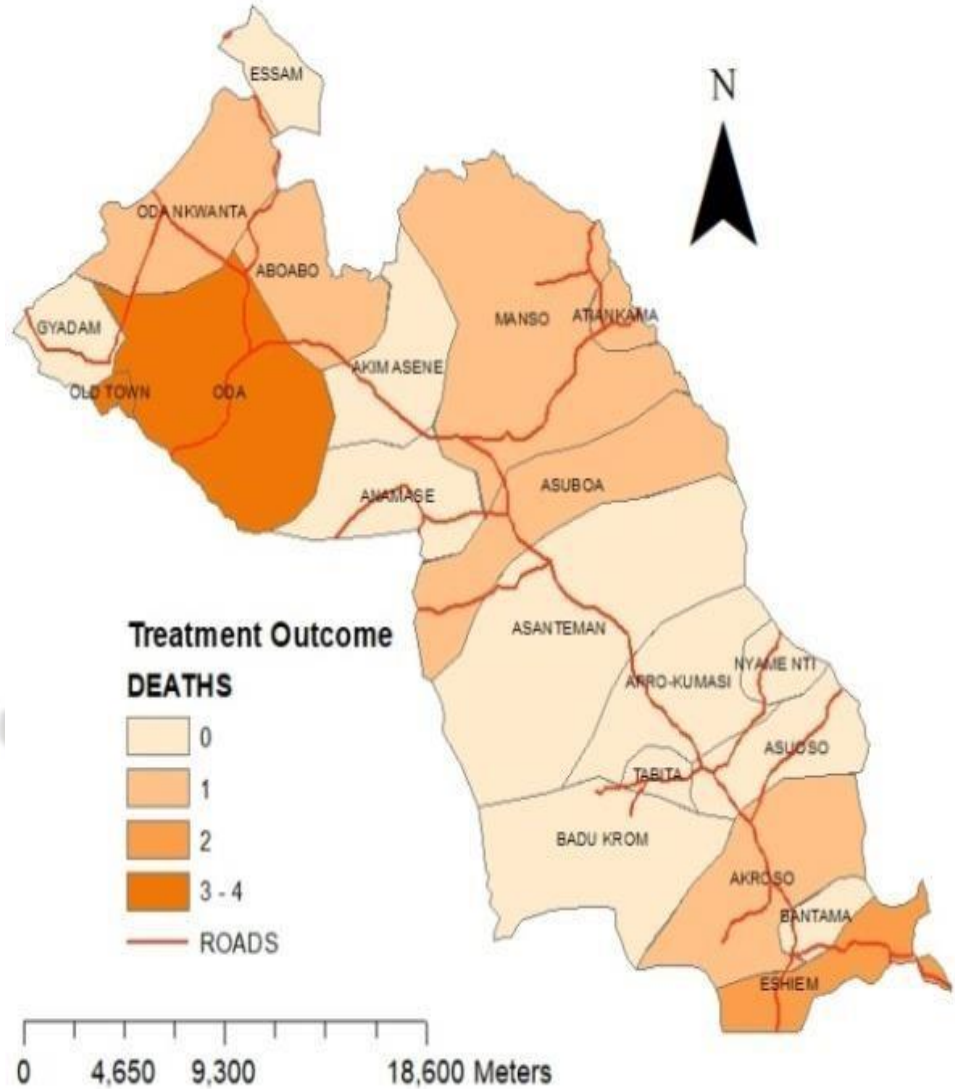 ESSAM
N
ODA NKWANTA
ABOABO
MANSO
ATIANKAMA
GYADAM
AKIM ASENE
OLD TOWN
ODA
ANAMASE
ASUBOA
ASANTEMAN
AFRO-KUMASI
NYAME NTI
ASUOSO
TABITA
BADU KROM
AKROSO
BANTAMA
ESHIEM
Treatment Outcome
DEATHS
0
1
2
3 - 4
ROADS
0 4,650 9,300 18,600 Meters